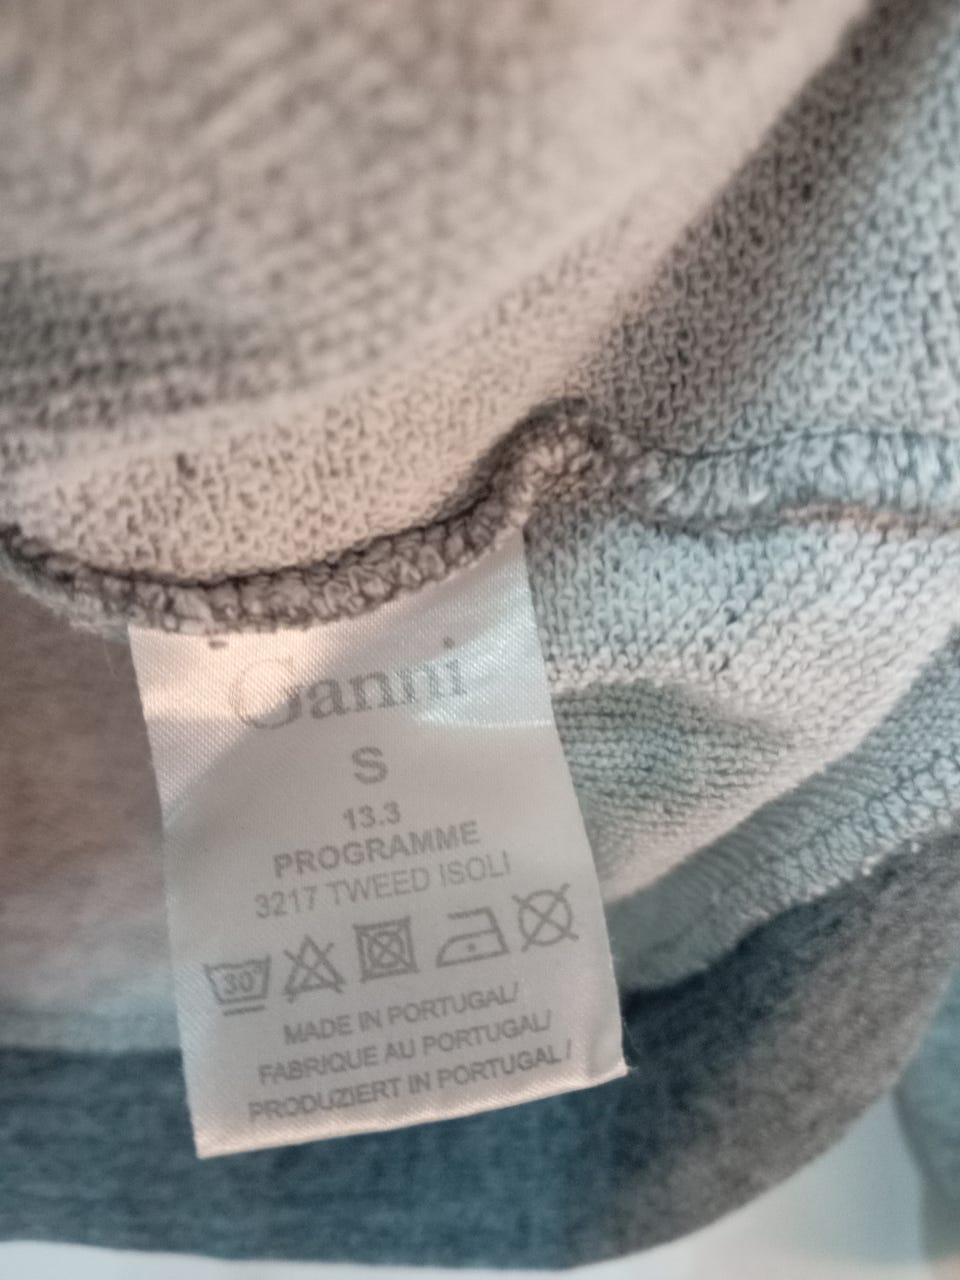 Ganni
S
13.3
PROGRAMME
3217 TWEED ISOLI
30°
MADE IN PORTUGAL/
FABRIQUE AU PORTUGAL/
PRODUZIERT IN PORTUGAL /